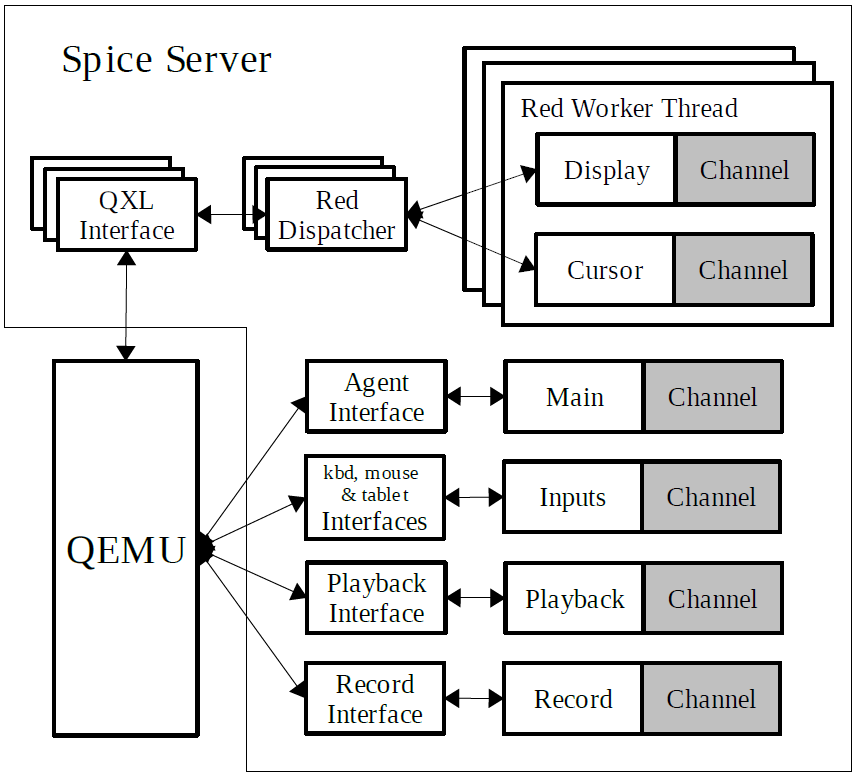 Spice Server
Red Worker Thread
Display
Channel
QXL
Interface
Red
Dispatcher
Cursor
Channel
Agent
Interface
Main
Channel
kbd, mouse
& tablet
Interfaces
Inputs
Channel
QEMU
Playback
Interface
Playback
Channel
Record
Interface
Record
Channel